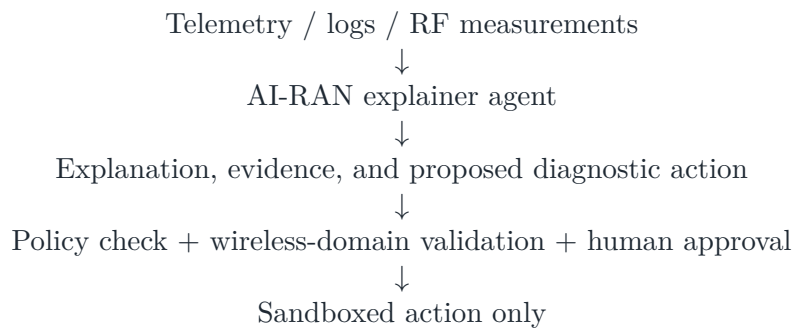 Telemetry / logs / RF measurements
↓
AI-RAN explainer agent
↓
Explanation, evidence, and proposed diagnostic action
↓
Policy check + wireless-domain validation + human approval
↓
Sandboxed action only